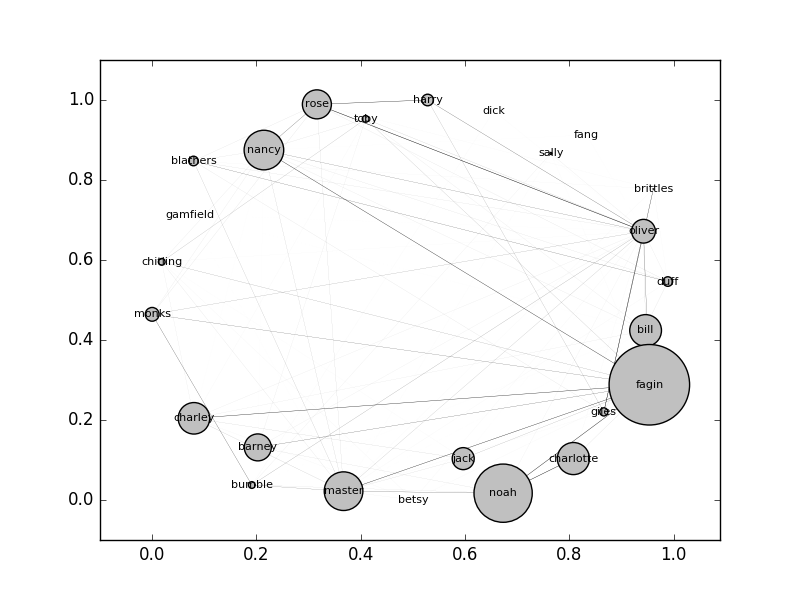 1.0
0.8
0.6
0.4
0.2
0.0
0.0
0.2
0.4
0.6
0.8
1.0
rose
harry
toby
dick
fang
nancy
blathers
sally
brittles
gamfield
oliver
chitling
duff
monks
bill
fagin
charley
giles
barney
jack
charlotte
bumble
master
betsy
noah